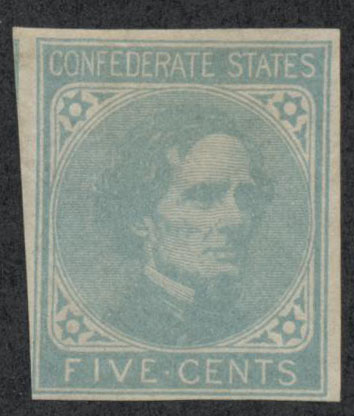 CONFEDERATE STATES
FIVE·CENTS